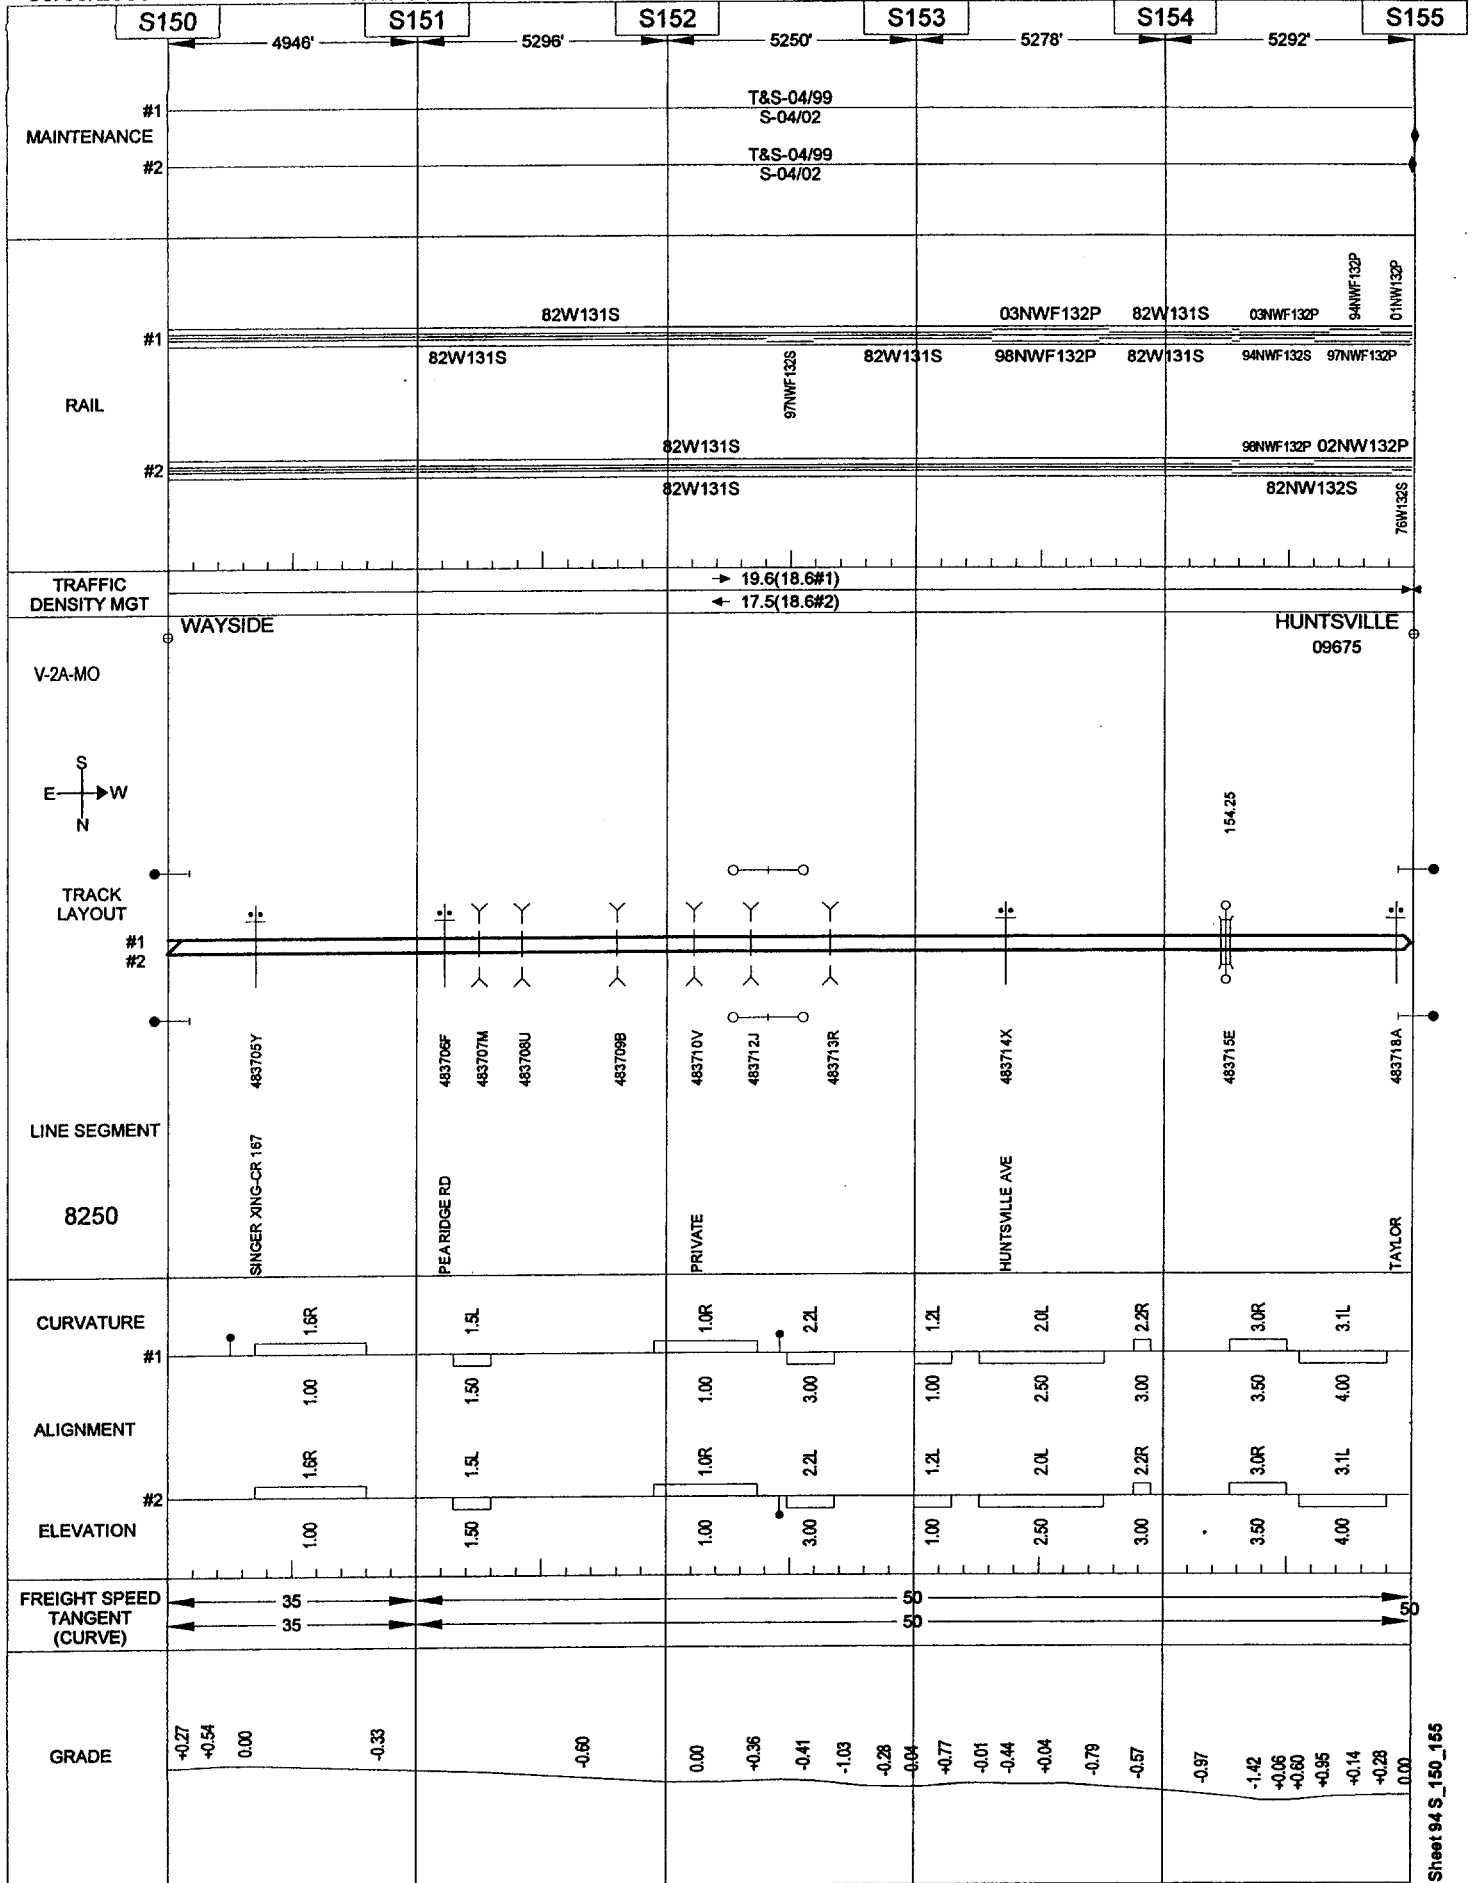 S150 S151 S152 S153 S154 S155
4946' 5296' 5250' 5278' 5292'
MAINTENANCE
#1
T&S-04/99
S-04/02
#2
T&S-04/99
S-04/02
RAIL
#1
82W131S 03NWF132P 82W131S 03NWF132P 94NWF132P 01NW132P
82W131S 97NWF132S 82W131S 98NWF132P 82W131S 94NWF132S 97NWF132P
#2
82W131S 98NWF132P 02NW132P
82W131S 82NW132S 76W132S
TRAFFIC
DENSITY MGT
19.6(18.6#1)
17.5(18.6#2)
WAYSIDE
HUNTSVILLE
09675
V-2A-MO
S
E W
N
154.25
TRACK
LAYOUT
#1
#2
483705Y 483706F 483707M 483708U 483709B 483710V 483712J 483713R 483714X 483715E 483718A
LINE SEGMENT
8250
SINGER XING-CR 167 PEA RIDGE RD PRIVATE HUNTSVILLE AVE TAYLOR
CURVATURE
#1
1.6R 1.5L 1.0R 2.2L 1.2L 2.0L 2.2R 3.0R 3.1L
1.00 1.50 1.00 3.00 1.00 2.50 3.00 3.50 4.00
ALIGNMENT
#2
1.6R 1.5L 1.0R 2.2L 1.2L 2.0L 2.2R 3.0R 3.1L
ELEVATION
1.00 1.50 1.00 3.00 1.00 2.50 3.00 3.50 4.00
FREIGHT SPEED
TANGENT
(CURVE)
35 50
35 50
50
GRADE
+0.27 +0.54 0.00 -0.33 -0.60 0.00 +0.36 -0.41 -1.03 -0.28 -0.04 +0.77 -0.01 -0.44 +0.04 -0.79 -0.57 -0.97 -1.42 +0.06 +0.60 +0.95 +0.14 +0.28 0.00
Sheet 94 S_150_155